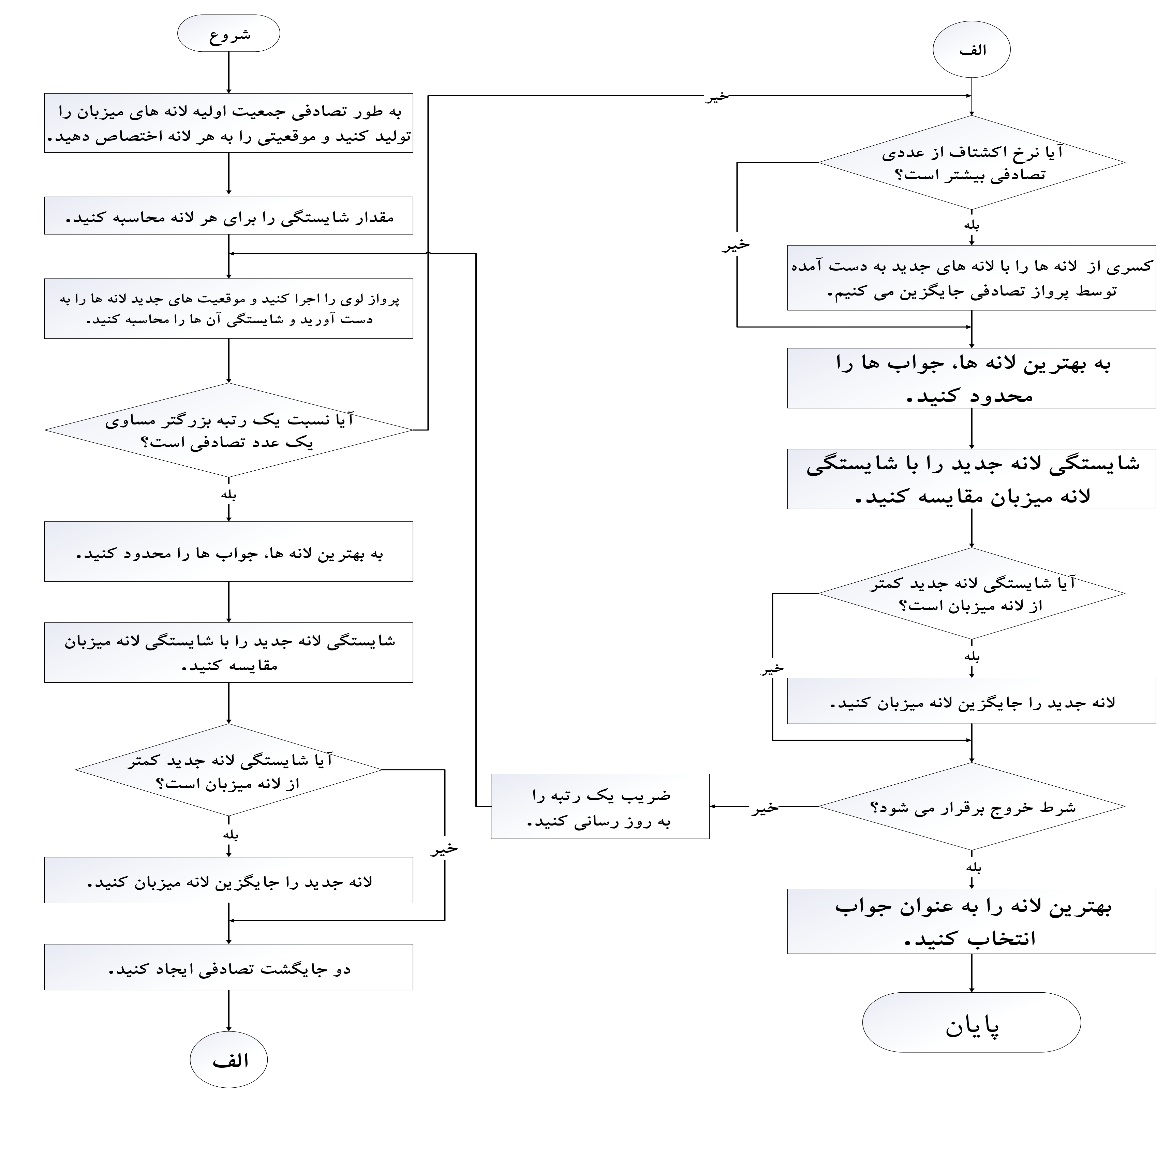 شروع
به طور تصادفی جمعیت اولیه لانه های میزبان را
تولید کنید و موقعیتی را به هر لانه اختصاص دهید.
مقدار شایستگی را برای هر لانه محاسبه کنید.
پرواز لوی را اجرا کنید و موقعیت های جدید لانه ها را به
دست آورید و شایستگی آن ها را محاسبه کنید.
آیا نسبت یک رتبه بزرگتر مساوی
یک عدد تصادفی است؟
خیر
بله
به بهترین لانه ها، جواب ها را محدود کنید.
شایستگی لانه جدید را با شایستگی لانه میزبان
مقایسه کنید.
آیا شایستگی لانه جدید کمتر
از لانه میزبان است؟
بله
خیر
لانه جدید را جایگزین لانه میزبان کنید.
دو جایگشت تصادفی ایجاد کنید.
الف
الف
آیا نرخ اکشتاف از عددی
تصادفی بیشتر است؟
بله
خیر
کسری از لانه ها را با لانه های جدید به دست آمده
توسط پرواز تصادفی جایگزین می کنیم.
به بهترین لانه ها، جواب ها را
محدود کنید.
شایستگی لانه جدید را با شایستگی
لانه میزبان مقایسه کنید.
آیا شایستگی لانه جدید کمتر
از لانه میزبان است؟
بله
خیر
لانه جدید را جایگزین لانه میزبان کنید.
شرط خروج برقرار می شود؟
خیر
ضریب یک رتبه را
به روز رسانی کنید.
بله
بهترین لانه را به عنوان جواب
انتخاب کنید.
پایان